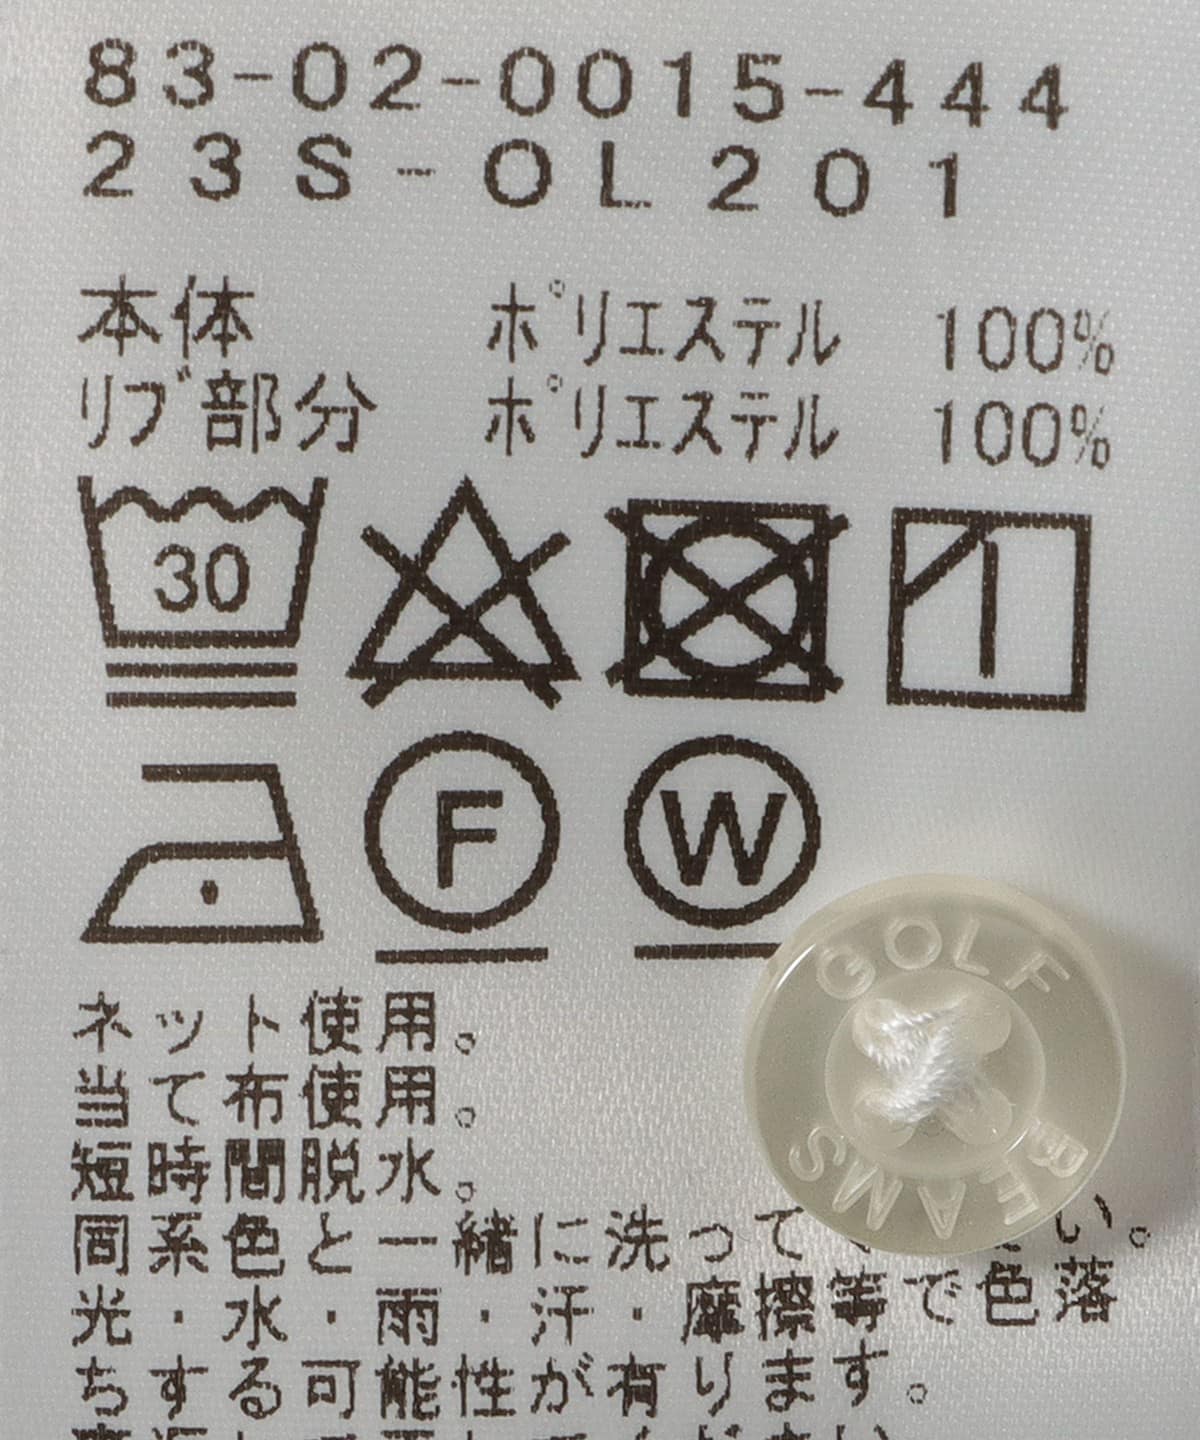 83-02-0015-444
23S-OL201
本体 ポリエステル 100%
リブ部分 ポリエステル 100%
30
F
W
GOLF
BEAMS
ネット使用。
当て布使用。
短時間脱水。
同系色と一緒に洗って い。
光・水・雨・汗・摩擦等で色落
ちする可能性が有ります。